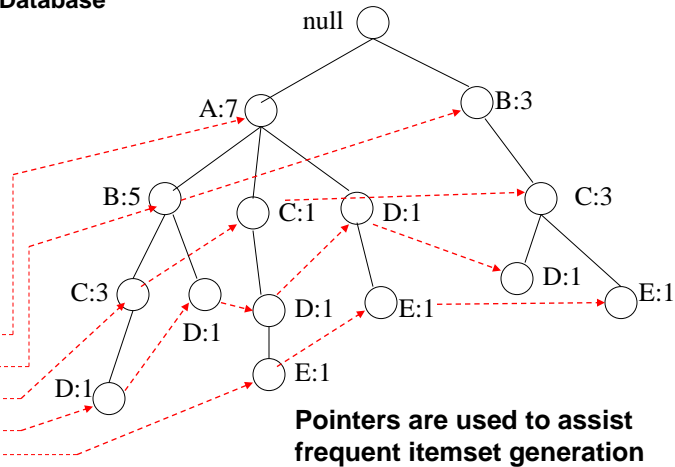 Database
null
A:7
B:3
B:5
C:1
D:1
C:3
C:3
D:1
D:1
E:1
D:1
E:1
D:1
E:1
Pointers are used to assist
frequent itemset generation